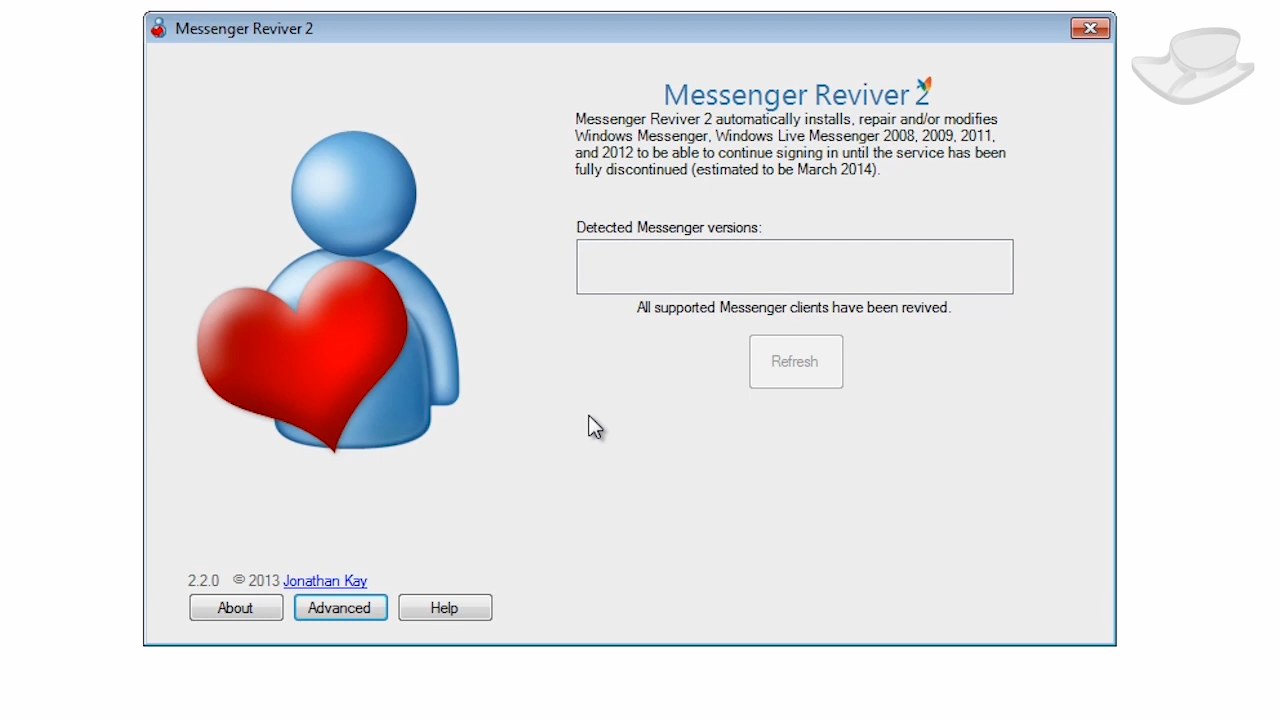 Messenger Reviver 2
Messenger Reviver 2
Messenger Reviver 2 automatically installs, repair and/or modifies
Windows Messenger, Windows Live Messenger 2008, 2009, 2011,
and 2012 to be able to continue signing in until the service has been
fully discontinued (estimated to be March 2014).
Detected Messenger versions:
All supported Messenger clients have been revived.
Refresh
2.2.0 © 2013 Jonathan Kay
About Advanced Help